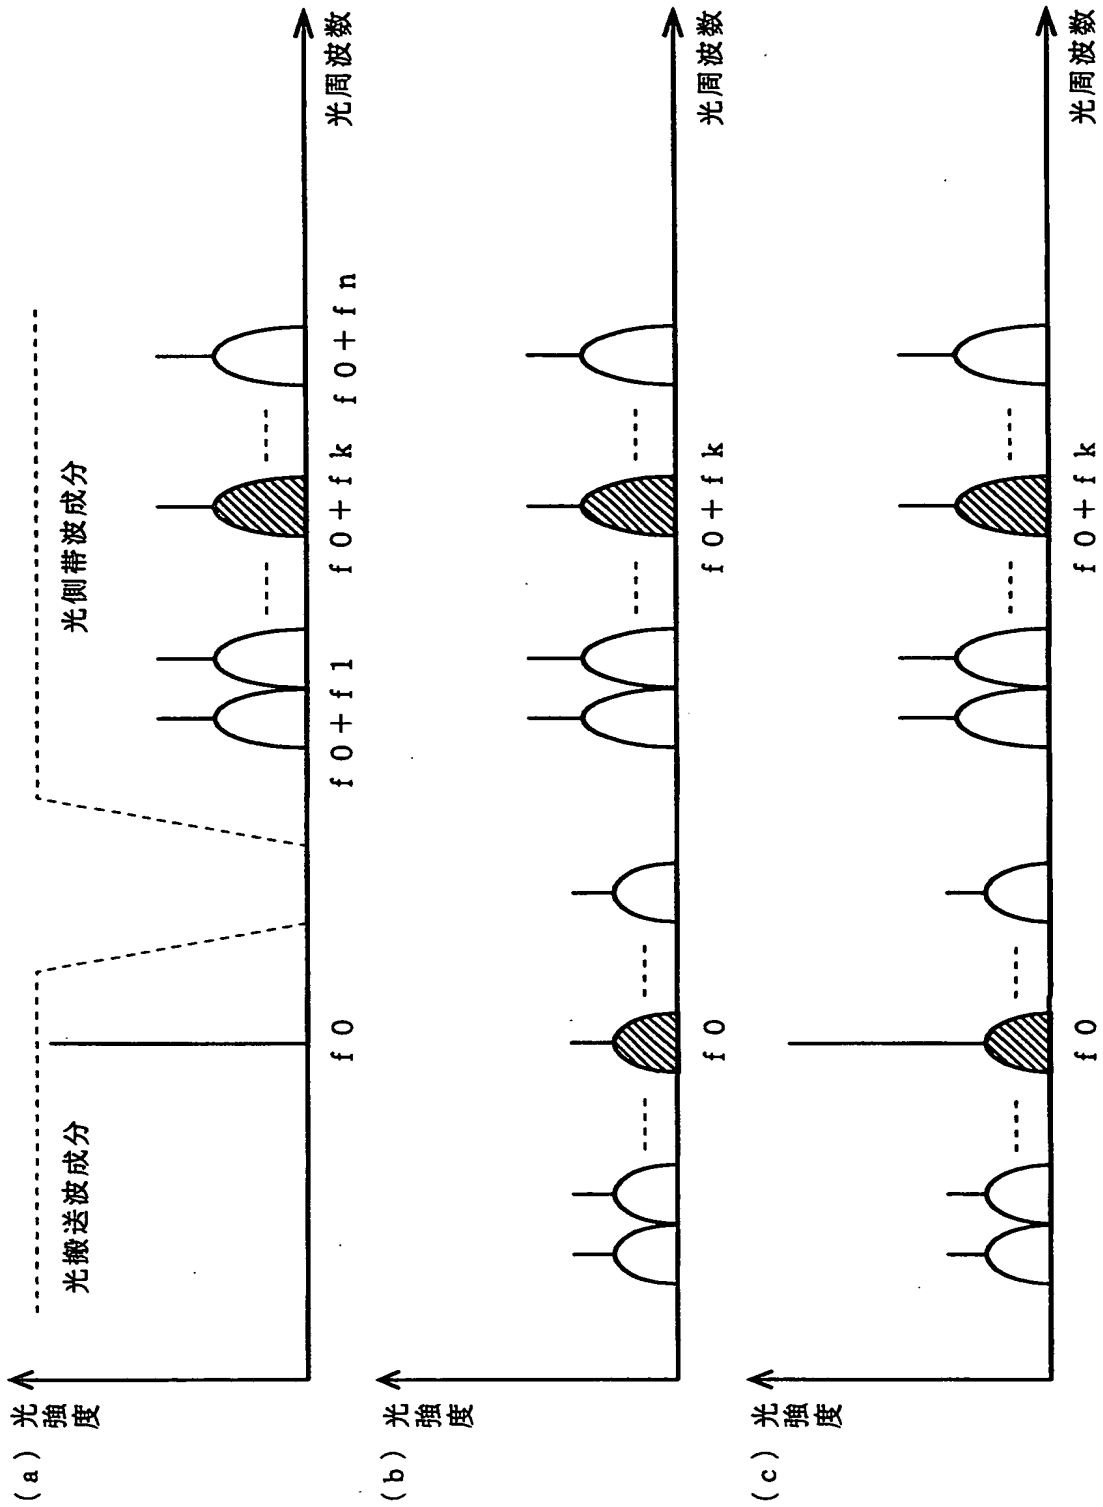 (a) 光強度
光搬送波成分
光側帯波成分
f0
f0+f1
f0+fk
f0+fn
光周波数
(b) 光強度
f0
f0+fk
光周波数
(c) 光強度
f0
f0+fk
光周波数